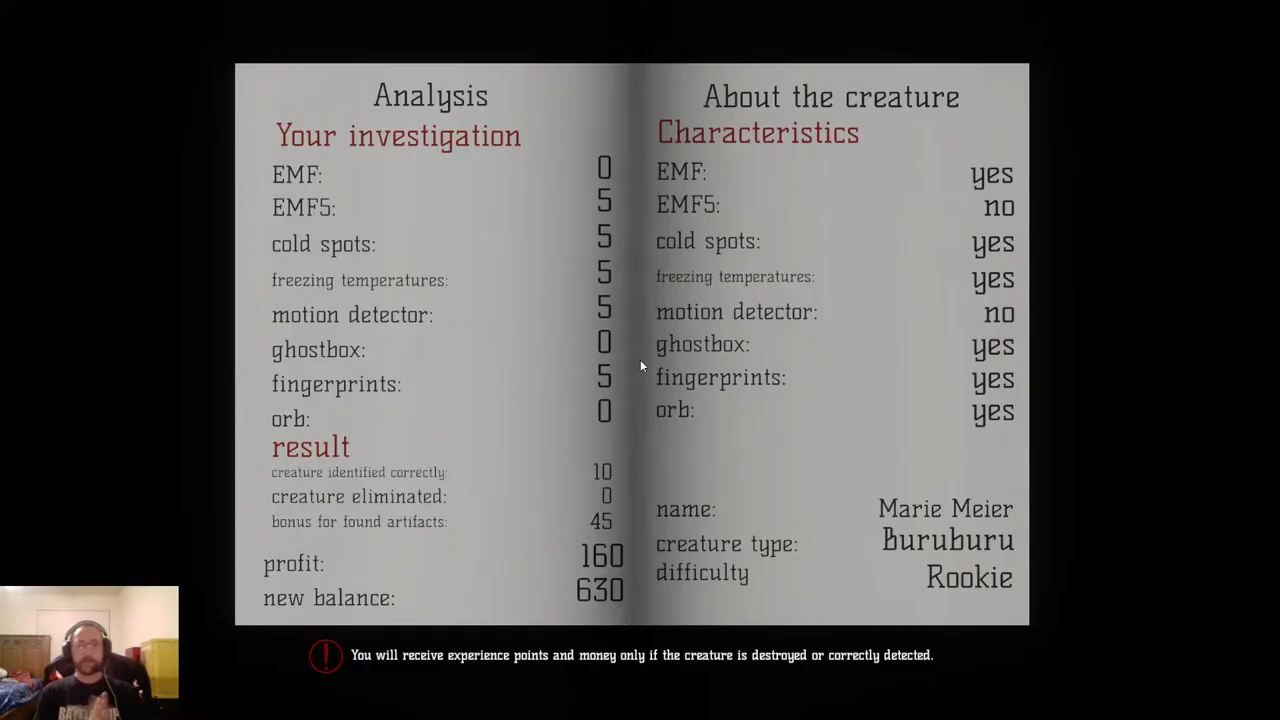 Analysis
Your investigation
EMF: 0
EMF5: 5
cold spots: 5
freezing temperatures: 5
motion detector: 5
ghostbox: 0
fingerprints: 5
orb: 0
result
creature identified correctly: 10
creature eliminated: 0
bonus for found artifacts: 45
profit: 160
new balance: 630
About the creature
Characteristics
EMF: yes
EMF5: no
cold spots: yes
freezing temperatures: yes
motion detector: no
ghostbox: yes
fingerprints: yes
orb: yes
name: Marie Meier
creature type: Buruburu
difficulty Rookie
! You will receive experience points and money only if the creature is destroyed or correctly detected.